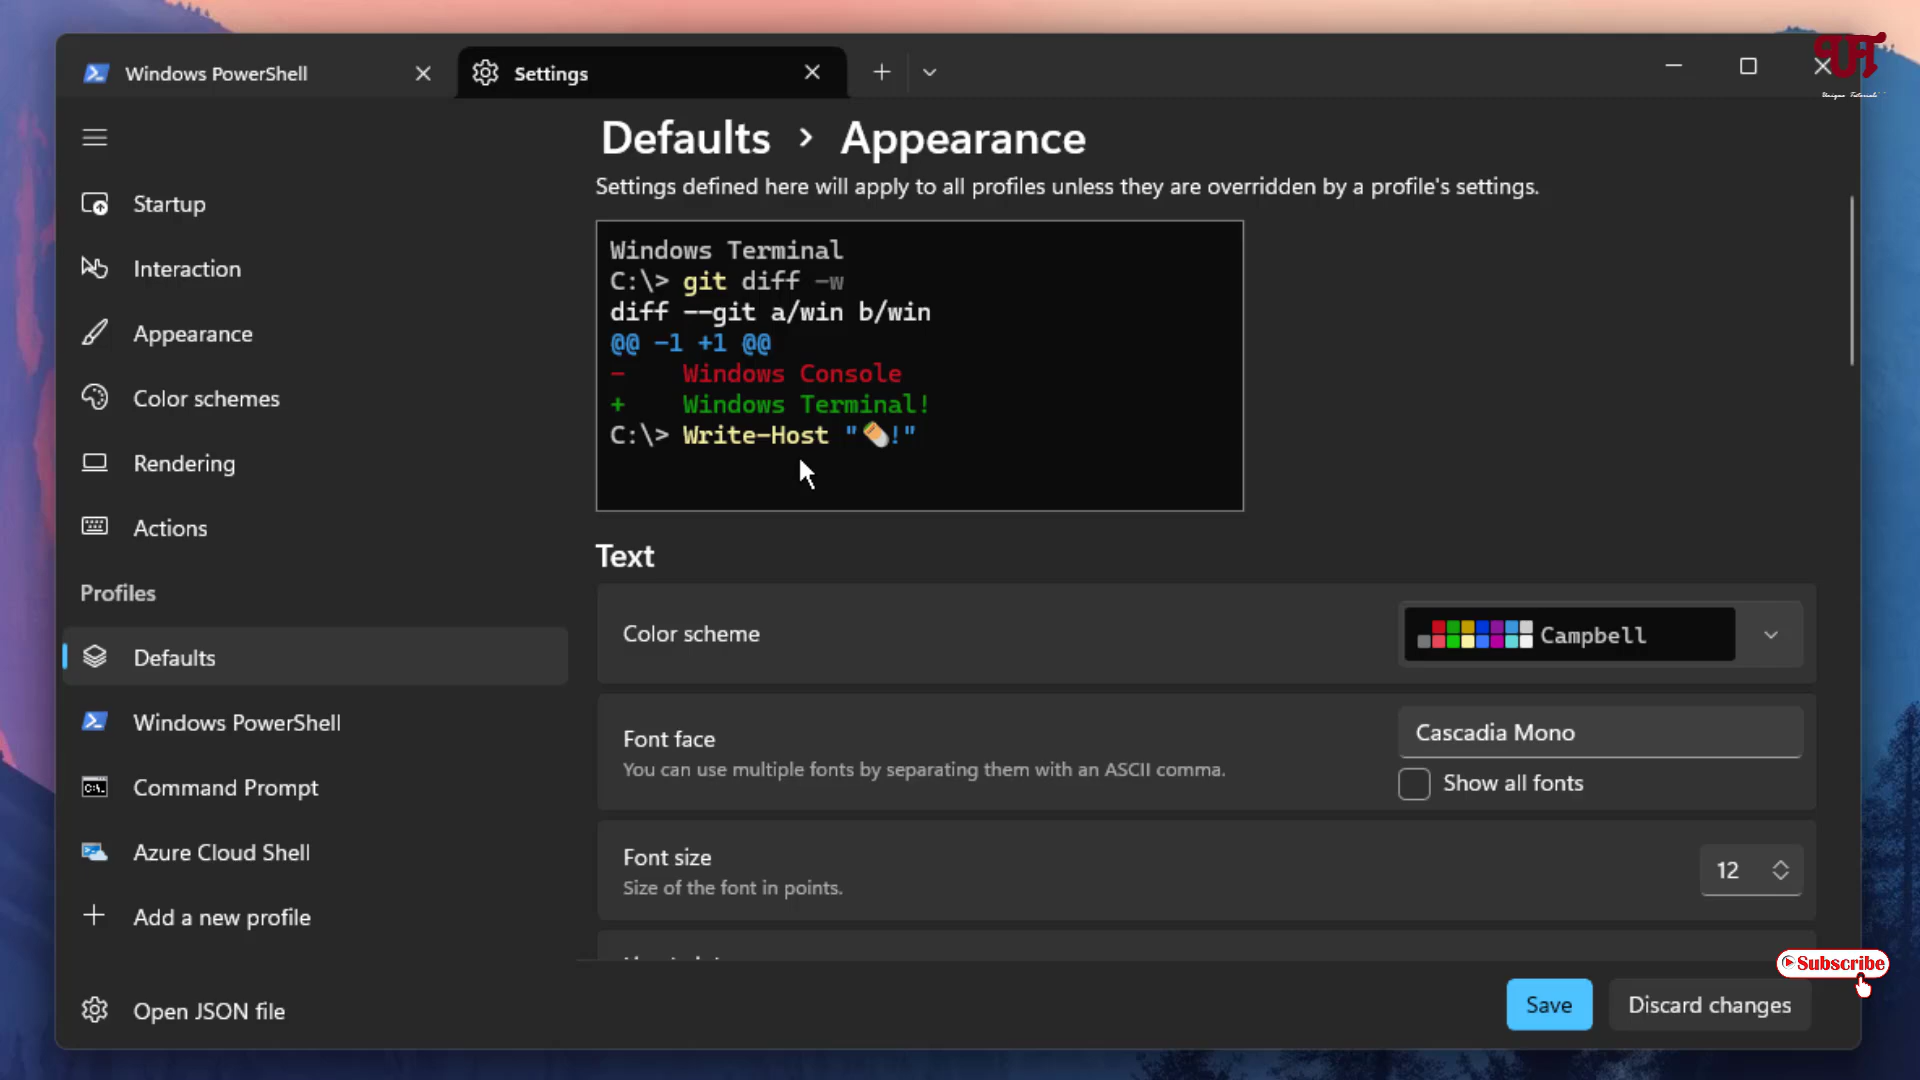 Windows PowerShell
Settings
UT
Unique Tutorials
Defaults > Appearance
Settings defined here will apply to all profiles unless they are overridden by a profile's settings.
Startup
Interaction
Appearance
Color schemes
Rendering
Actions
Profiles
Defaults
Windows PowerShell
Command Prompt
Azure Cloud Shell
Add a new profile
Open JSON file
Windows Terminal
C:\> git diff -w
diff --git a/win b/win
@@ -1 +1 @@
-    Windows Console
+    Windows Terminal!
C:\> Write-Host "🌯!"
Text
Color scheme
Campbell
Font face
You can use multiple fonts by separating them with an ASCII comma.
Cascadia Mono
Show all fonts
Font size
Size of the font in points.
12
Subscribe
Save
Discard changes